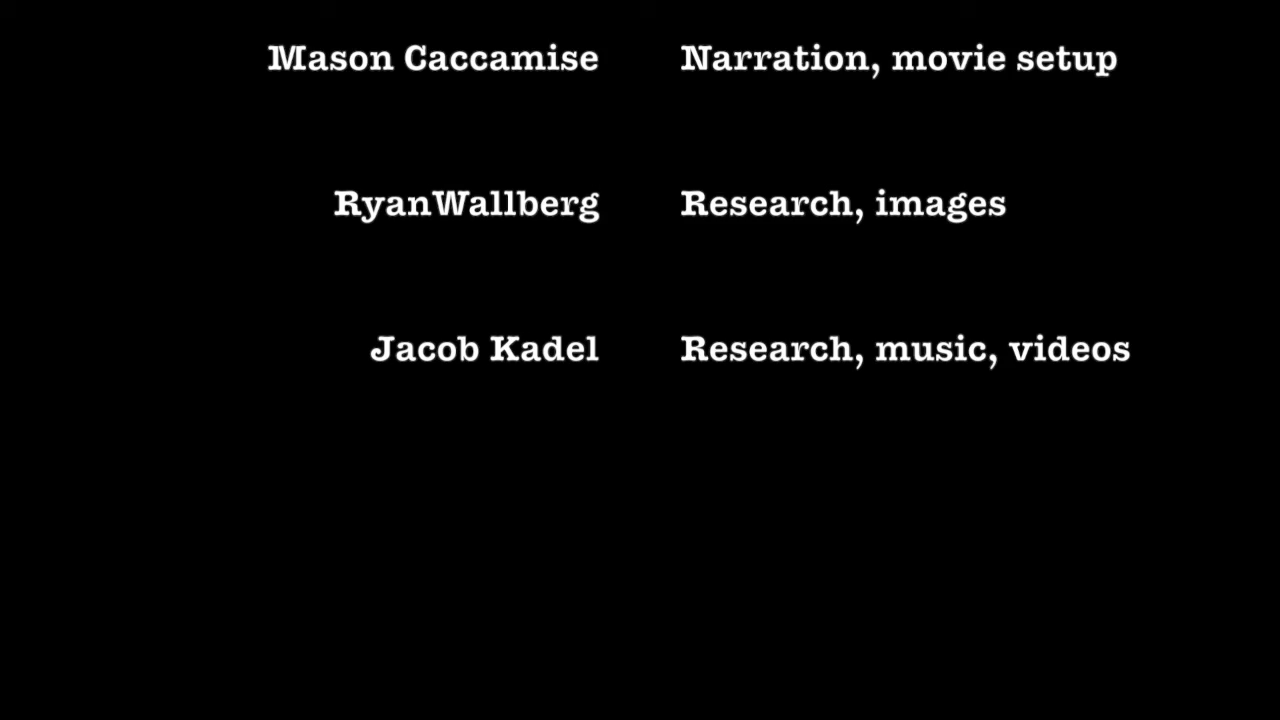 Mason Caccamise Narration, movie setup
RyanWallberg Research, images
Jacob Kadel Research, music, videos